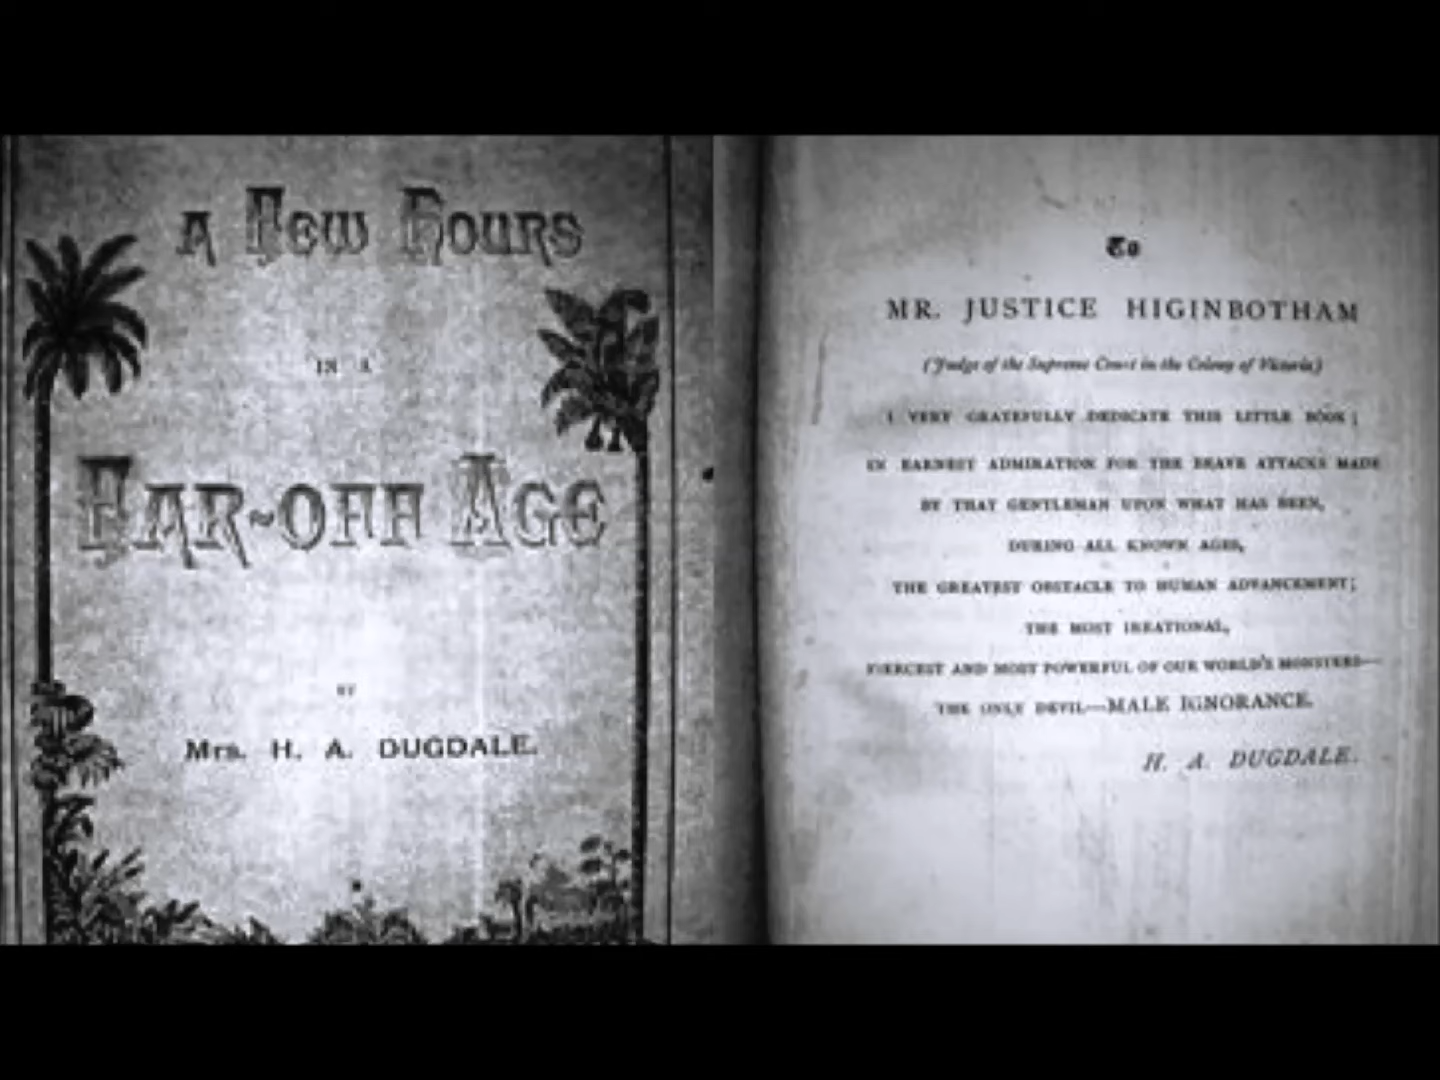 A Few Hours
IN A
FAR-OFF AGE
BY
Mrs. H. A. DUGDALE.
To
MR. JUSTICE HIGINBOTHAM
(Judge of the Supreme Court in the Colony of Victoria)
I VERY GRATEFULLY DEDICATE THIS LITTLE BOOK;
IN EARNEST ADMIRATION FOR THE BRAVE ATTACKS MADE
BY THAT GENTLEMAN UPON WHAT HAS BEEN,
DURING ALL KNOWN AGES,
THE GREATEST OBSTACLE TO HUMAN ADVANCEMENT;
THE MOST IRRATIONAL,
FIERCEST AND MOST POWERFUL OF OUR WORLD'S MONSTERS—
THE ONLY DEVIL—MALE IGNORANCE.
H. A. DUGDALE.